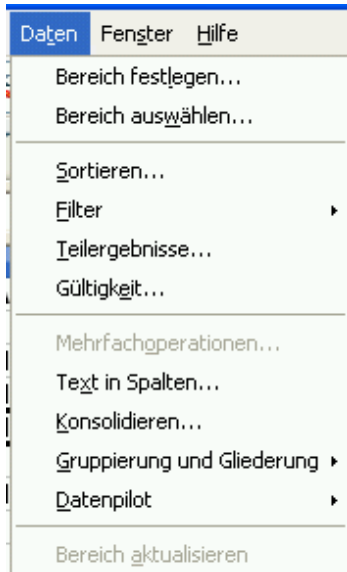 Daten Fenster Hilfe
Bereich festlegen...
Bereich auswählen...
Sortieren...
Filter
Teilergebnisse...
Gültigkeit...
Mehrfachoperationen...
Text in Spalten...
Konsolidieren...
Gruppierung und Gliederung
Datenpilot
Bereich aktualisieren